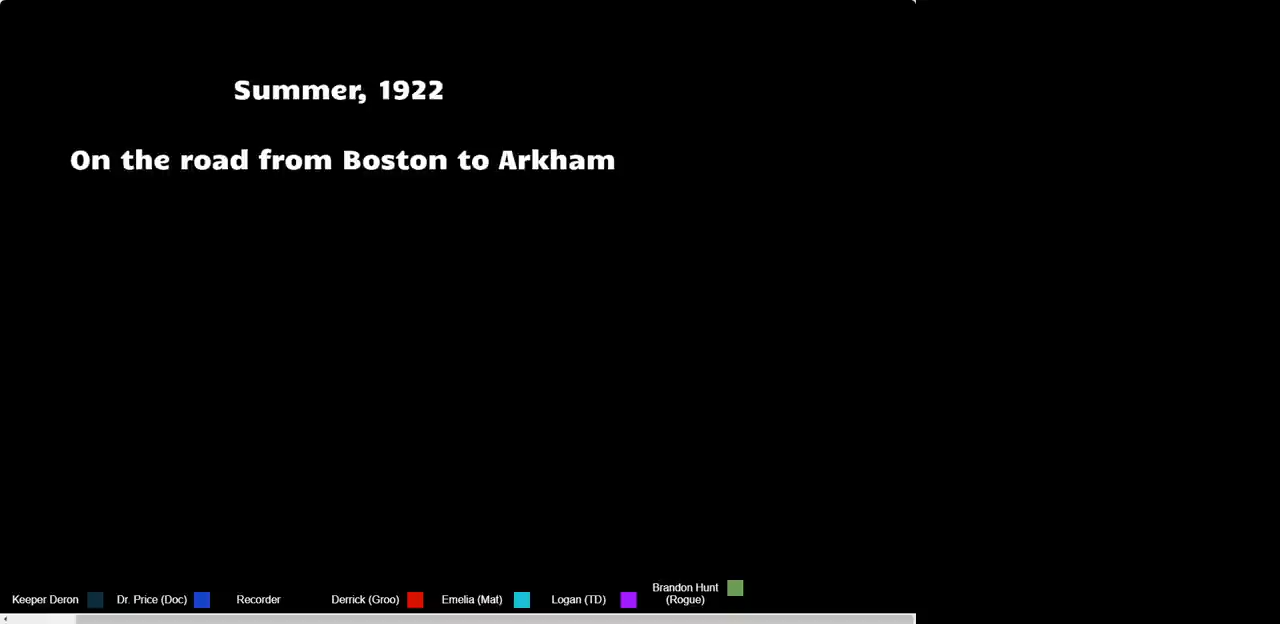 Summer, 1922
On the road from Boston to Arkham
Keeper Deron
Dr. Price (Doc)
Recorder
Derrick (Groo)
Emelia (Mat)
Logan (TD)
Brandon Hunt
(Rogue)